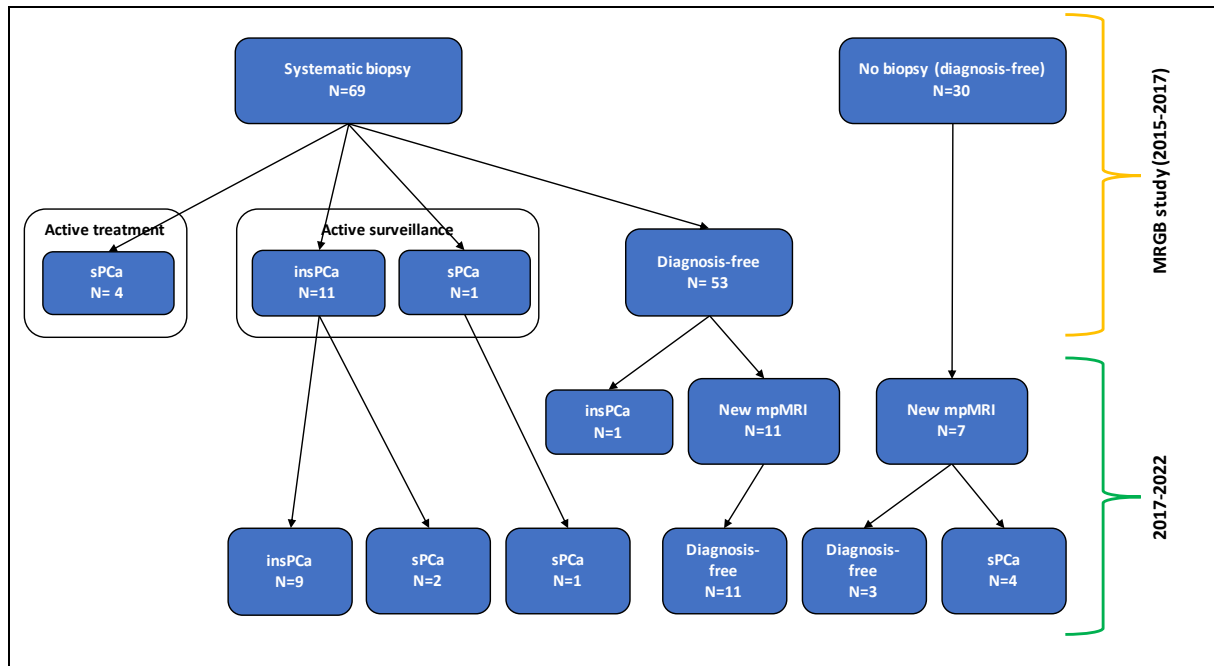 Systematic biopsy
N=69
No biopsy (diagnosis-free)
N=30
MRGB study (2015-2017)
Active treatment
sPCa
N= 4
Active surveillance
insPCa
N=11
sPCa
N=1
Diagnosis-free
N= 53
insPCa
N=1
New mpMRI
N=11
New mpMRI
N=7
2017-2022
insPCa
N=9
sPCa
N=2
sPCa
N=1
Diagnosis-
free
N=11
Diagnosis-
free
N=3
sPCa
N=4